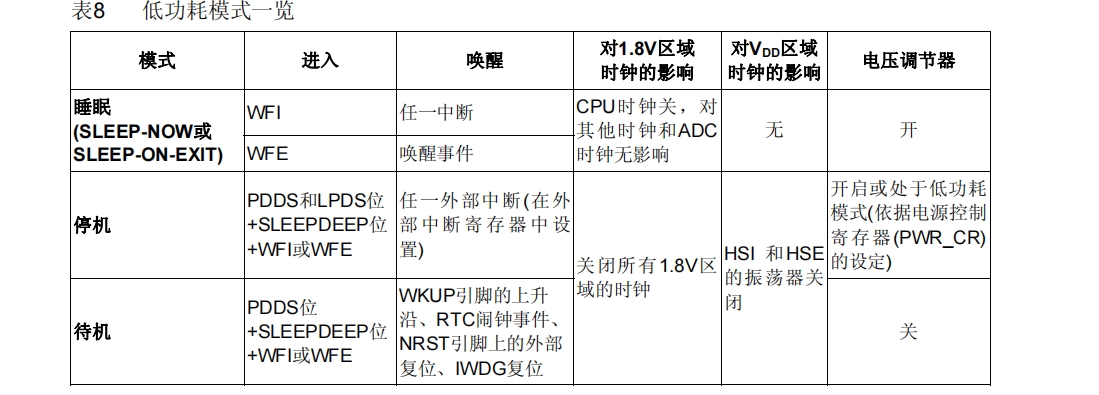 表8 低功耗模式一览
模式 进入 唤醒 对1.8V区域 时钟的影响 对VDD区域 时钟的影响 电压调节器
睡眠
(SLEEP-NOW或
SLEEP-ON-EXIT)
WFI
任一中断
WFE
唤醒事件
CPU时钟关，对
其他时钟和ADC
时钟无影响
无
开
停机
PDDS和LPDS位
+SLEEPDEEP位
+WFI或WFE
任一外部中断(在外
部中断寄存器中设
置)
关闭所有1.8V区
域的时钟
HSI 和HSE
的振荡器关
闭
开启或处于低功耗
模式(依据电源控制
寄存器(PWR_CR)
的设定)
待机
PDDS位
+SLEEPDEEP位
+WFI或WFE
WKUP引脚的上升
沿、RTC闹钟事件、
NRST引脚上的外部
复位、IWDG复位
关